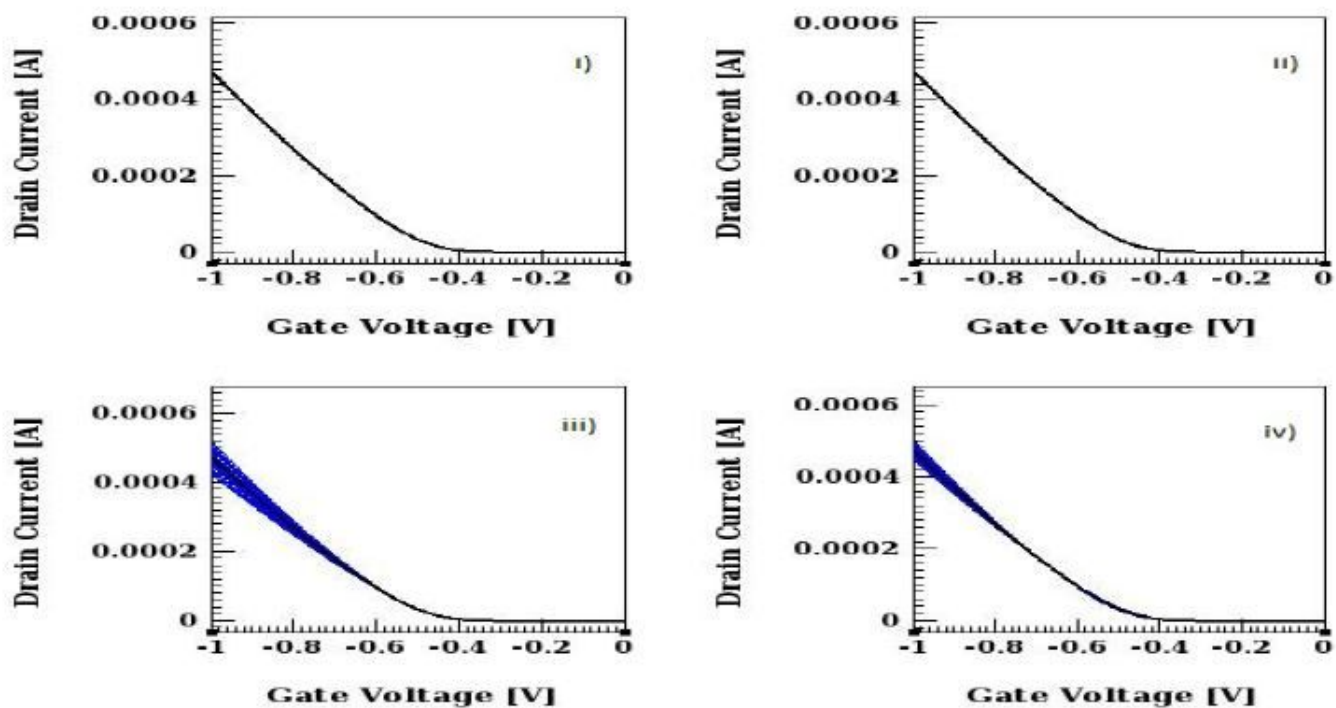 0.0006
0.0004
0.0002
0
Drain Current [A]
i)
-1 -0.8 -0.6 -0.4 -0.2 0
Gate Voltage [V]
0.0006
0.0004
0.0002
0
Drain Current [A]
ii)
-1 -0.8 -0.6 -0.4 -0.2 0
Gate Voltage [V]
0.0006
0.0004
0.0002
0
Drain Current [A]
iii)
-1 -0.8 -0.6 -0.4 -0.2 0
Gate Voltage [V]
0.0006
0.0004
0.0002
0
Drain Current [A]
iv)
-1 -0.8 -0.6 -0.4 -0.2 0
Gate Voltage [V]